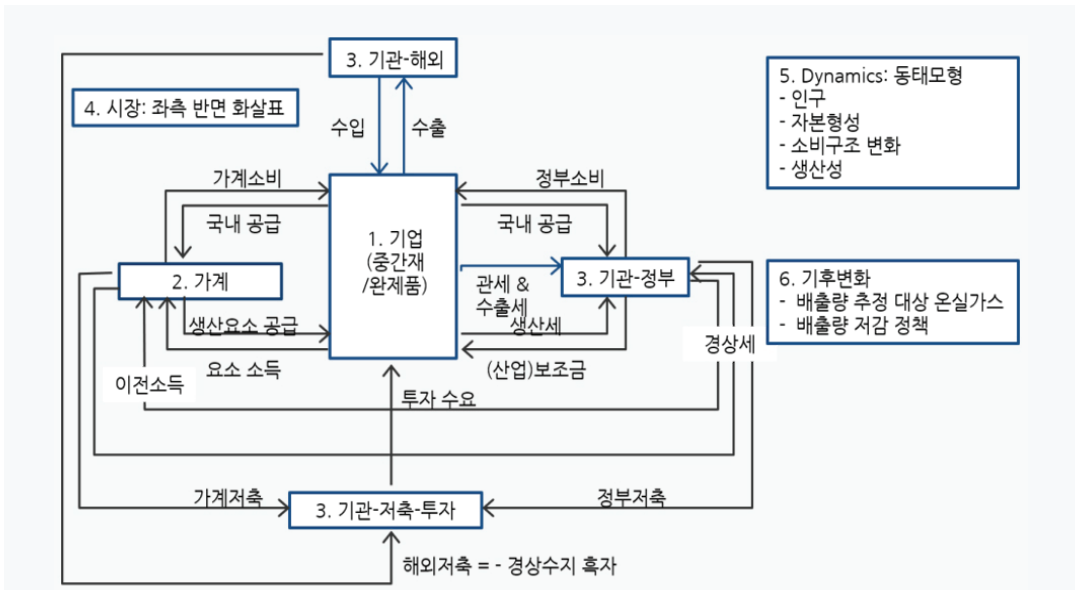 3. 기관-해외
4. 시장: 좌측 반면 화살표
수입
수출
5. Dynamics: 동태모형
- 인구
- 자본형성
- 소비구조 변화
- 생산성
가계소비
국내 공급
정부소비
국내 공급
1. 기업
(중간재
/완제품)
2. 가계
관세 &
수출세
3. 기관-정부
6. 기후변화
- 배출량 추정 대상 온실가스
- 배출량 저감 정책
생산요소 공급
생산세
요소 소득
(산업)보조금
경상세
이전소득
투자 수요
가계저축
3. 기관-저축-투자
정부저축
해외저축 = - 경상수지 흑자